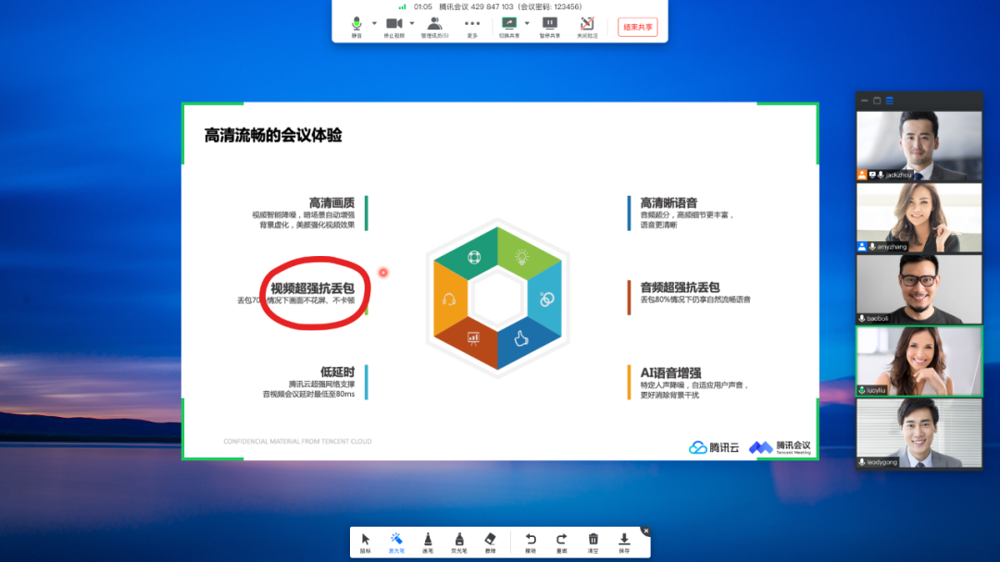 01:05 腾讯会议 429 847 103 (会议密码: 123456)
静音 停止视频 管理成员(5) 更多 切换共享 暂停共享 关闭批注 结束共享
高清流畅的会议体验
高清画质
视频智能降噪，暗场景自动增强
背景虚化，美颜强化视频效果
视频超强抗丢包
丢包70%情况下画面不花屏、不卡顿
低延时
腾讯云超强网络支撑
音视频会议延时最低至80ms
高清晰语音
音频超分，高频细节更丰富，
语音更清晰
音频超强抗丢包
丢包80%情况下仍享自然流畅语音
AI语音增强
特定人声降噪，自适应用户声音，
更好消除背景干扰
CONFIDENCIAL MATERIAL FROM TENCENT CLOUD
腾讯云
腾讯会议
Tencent Meeting
jackzhou
amyzhang
baoboli
lucyliu
leodygong
鼠标 激光笔 画笔 荧光笔 擦除 撤销 重做 清空 保存